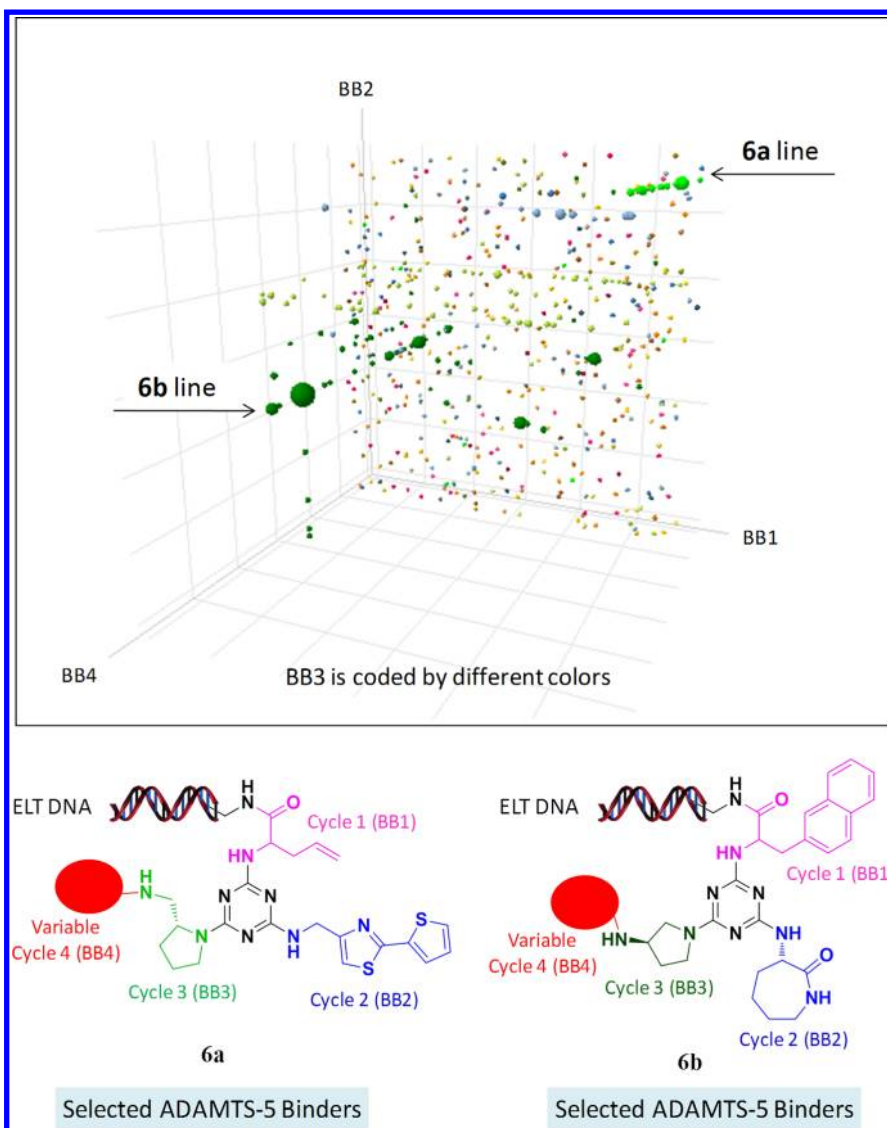 BB2
6a line
6b line
BB1
BB4
BB3 is coded by different colors
ELT DNA
H
N
O
Cycle 1 (BB1)
HN
H
N
N
N
Variable
Cycle 4 (BB4)
N
N
N
H
N
S
S
Cycle 3 (BB3)
Cycle 2 (BB2)
6a
Selected ADAMTS-5 Binders
ELT DNA
H
N
O
HN
Cycle 1 (BB1
N
N
Variable
Cycle 4 (BB4)
HN
N
N
NH
O
NH
Cycle 3 (BB3)
Cycle 2 (BB2)
6b
Selected ADAMTS-5 Binders